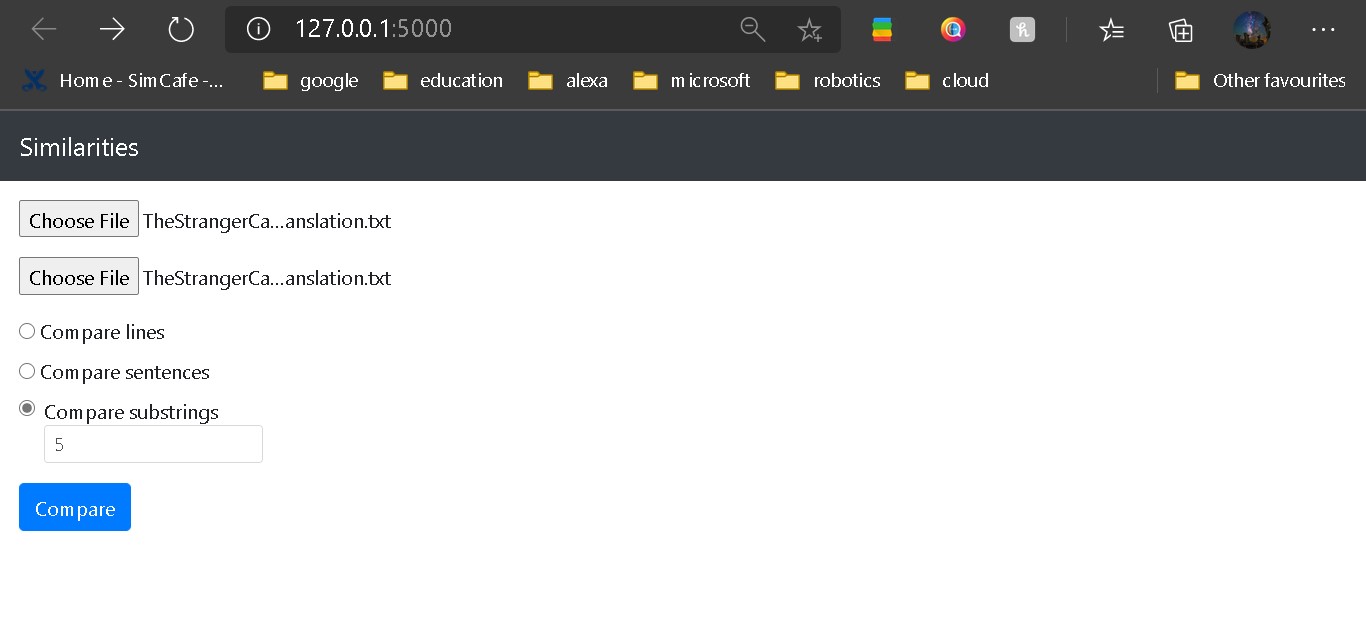 127.0.0.1:5000
Home - SimCafe -... google education alexa microsoft robotics cloud Other favourites
Similarities
Choose File TheStrangerCa...anslation.txt
Choose File TheStrangerCa...anslation.txt
Compare lines
Compare sentences
Compare substrings
5
Compare